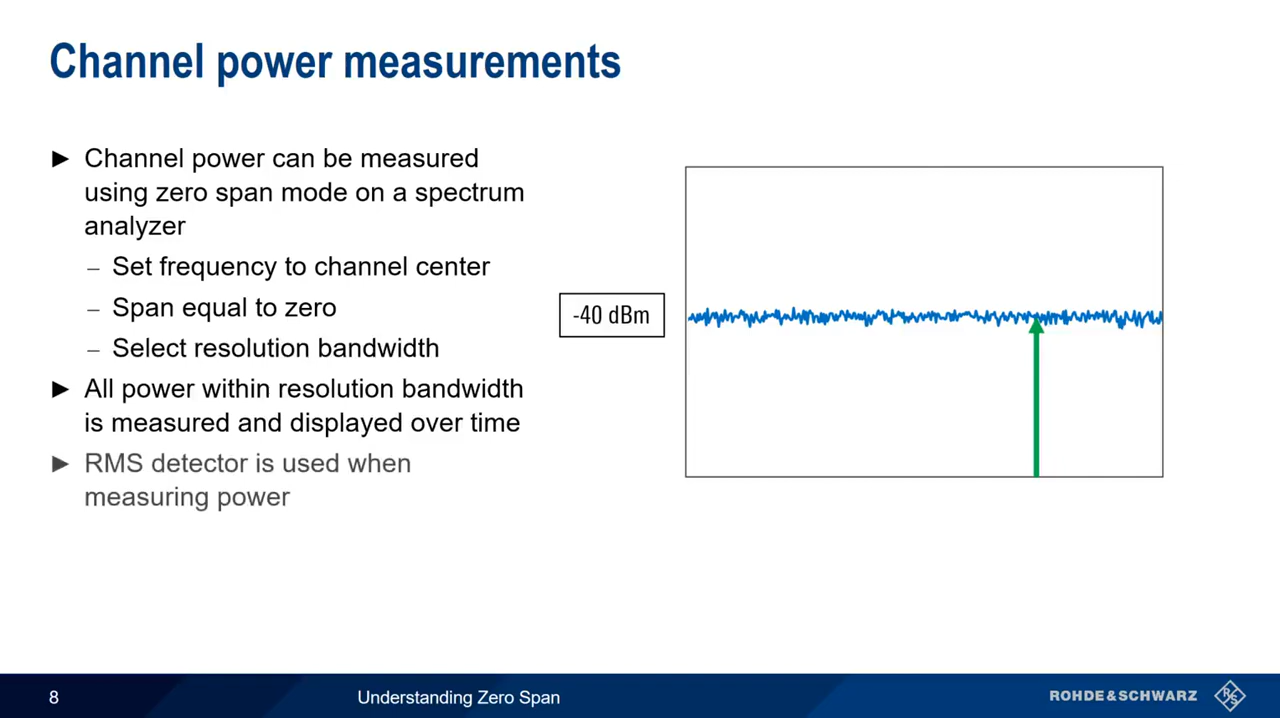 Channel power measurements
► Channel power can be measured
using zero span mode on a spectrum
analyzer
– Set frequency to channel center
– Span equal to zero
– Select resolution bandwidth
► All power within resolution bandwidth
is measured and displayed over time
► RMS detector is used when
measuring power
-40 dBm
8
Understanding Zero Span
ROHDE & SCHWARZ
RS